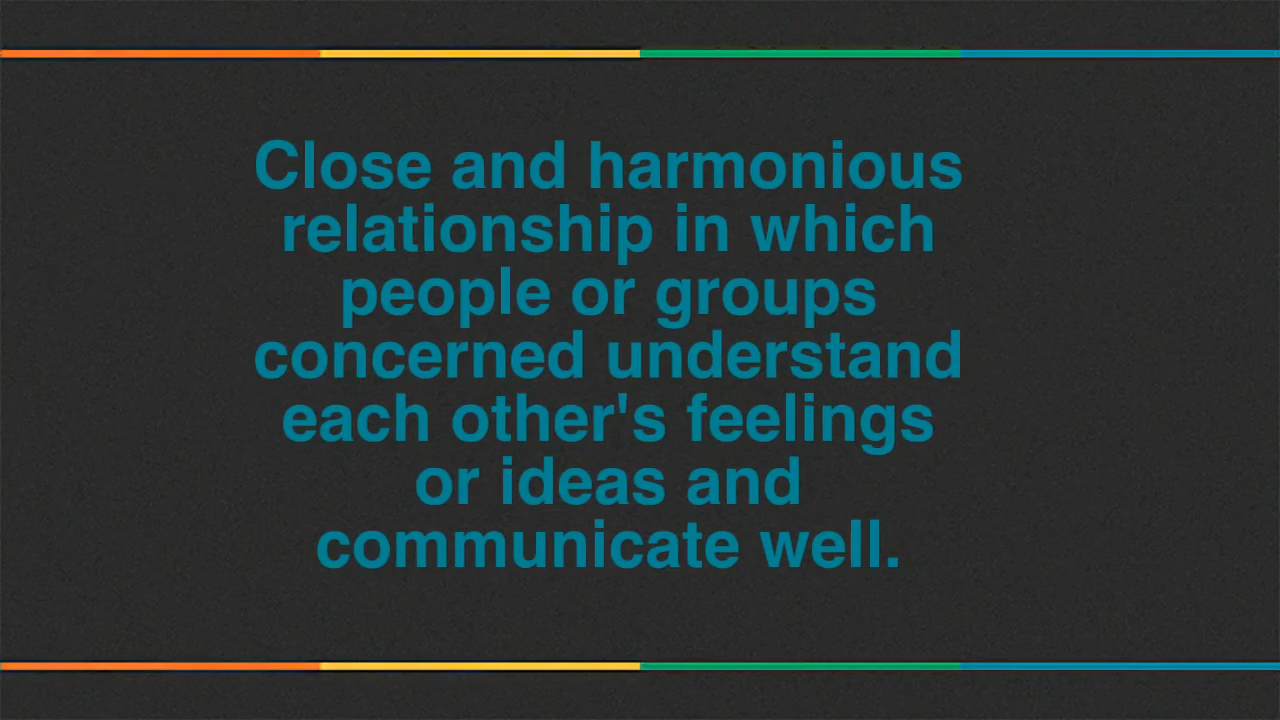 Close and harmonious
relationship in which
people or groups
concerned understand
each other's feelings
or ideas and
communicate well.